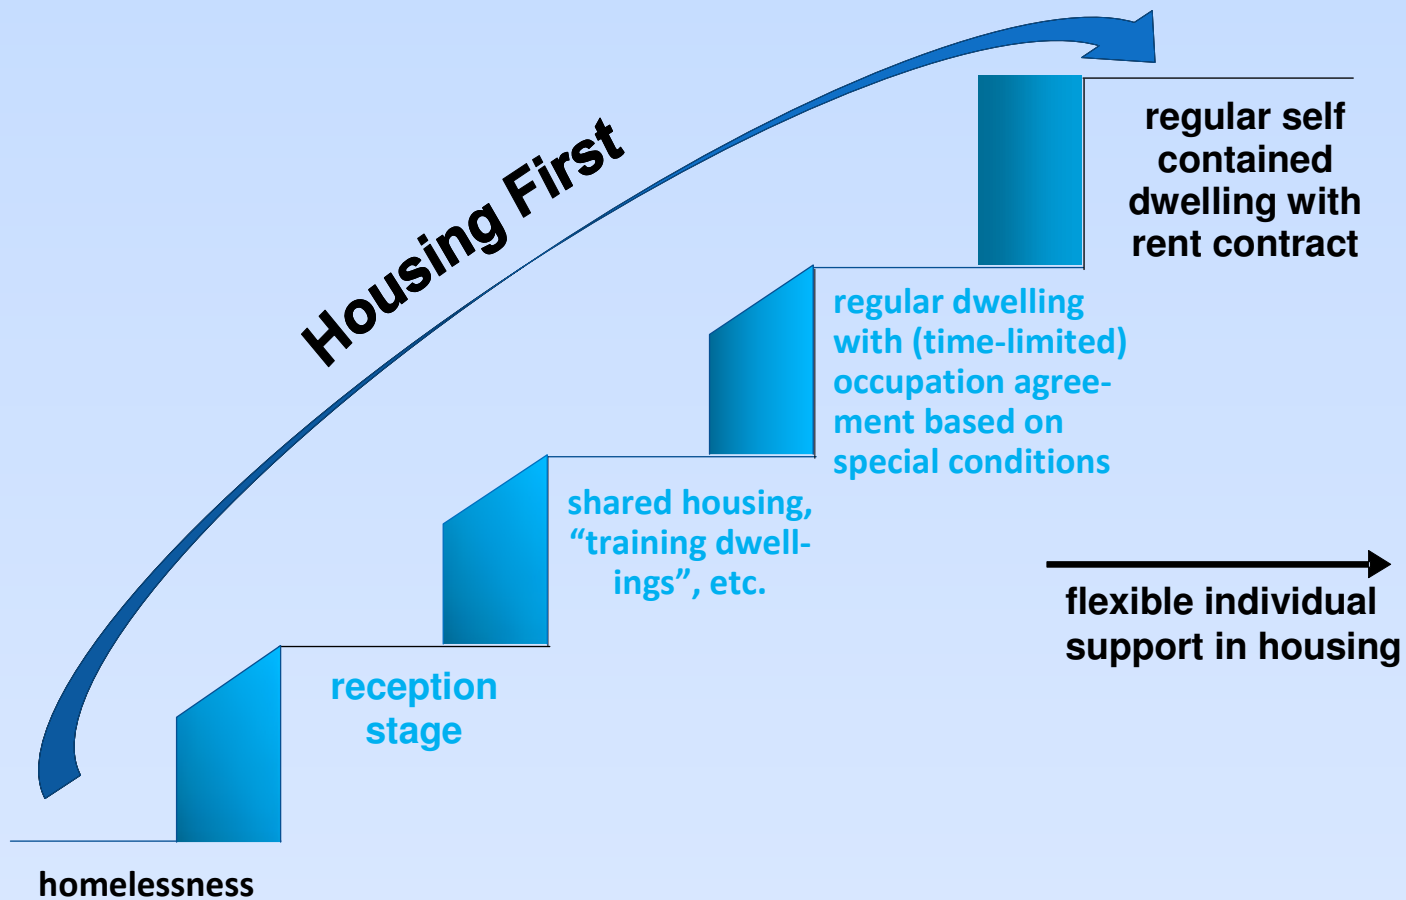 Housing First
regular self
contained
dwelling with
rent contract
regular dwelling
with (time-limited)
occupation agree-
ment based on
special conditions
shared housing,
“training dwell-
ings”, etc.
flexible individual
support in housing
reception
stage
homelessness